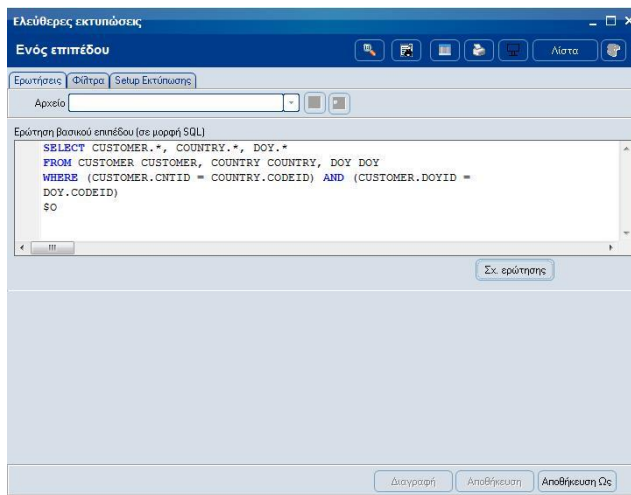 Ελεύθερες εκτυπώσεις
Ενός επιπέδου
Λίστα
Ερωτήσεις Φίλτρα Setup Εκτύπωσης
Αρχείο
Ερώτηση βασικού επιπέδου (σε μορφή SQL)
SELECT CUSTOMER.*, COUNTRY.*, DOY.*
FROM CUSTOMER CUSTOMER, COUNTRY COUNTRY, DOY DOY
WHERE (CUSTOMER.CNTID = COUNTRY.CODEID) AND (CUSTOMER.DOYID =
DOY.CODEID)
$O
Σχ. ερώτησης
Διαγραφή Αποθήκευση Αποθήκευση Ως